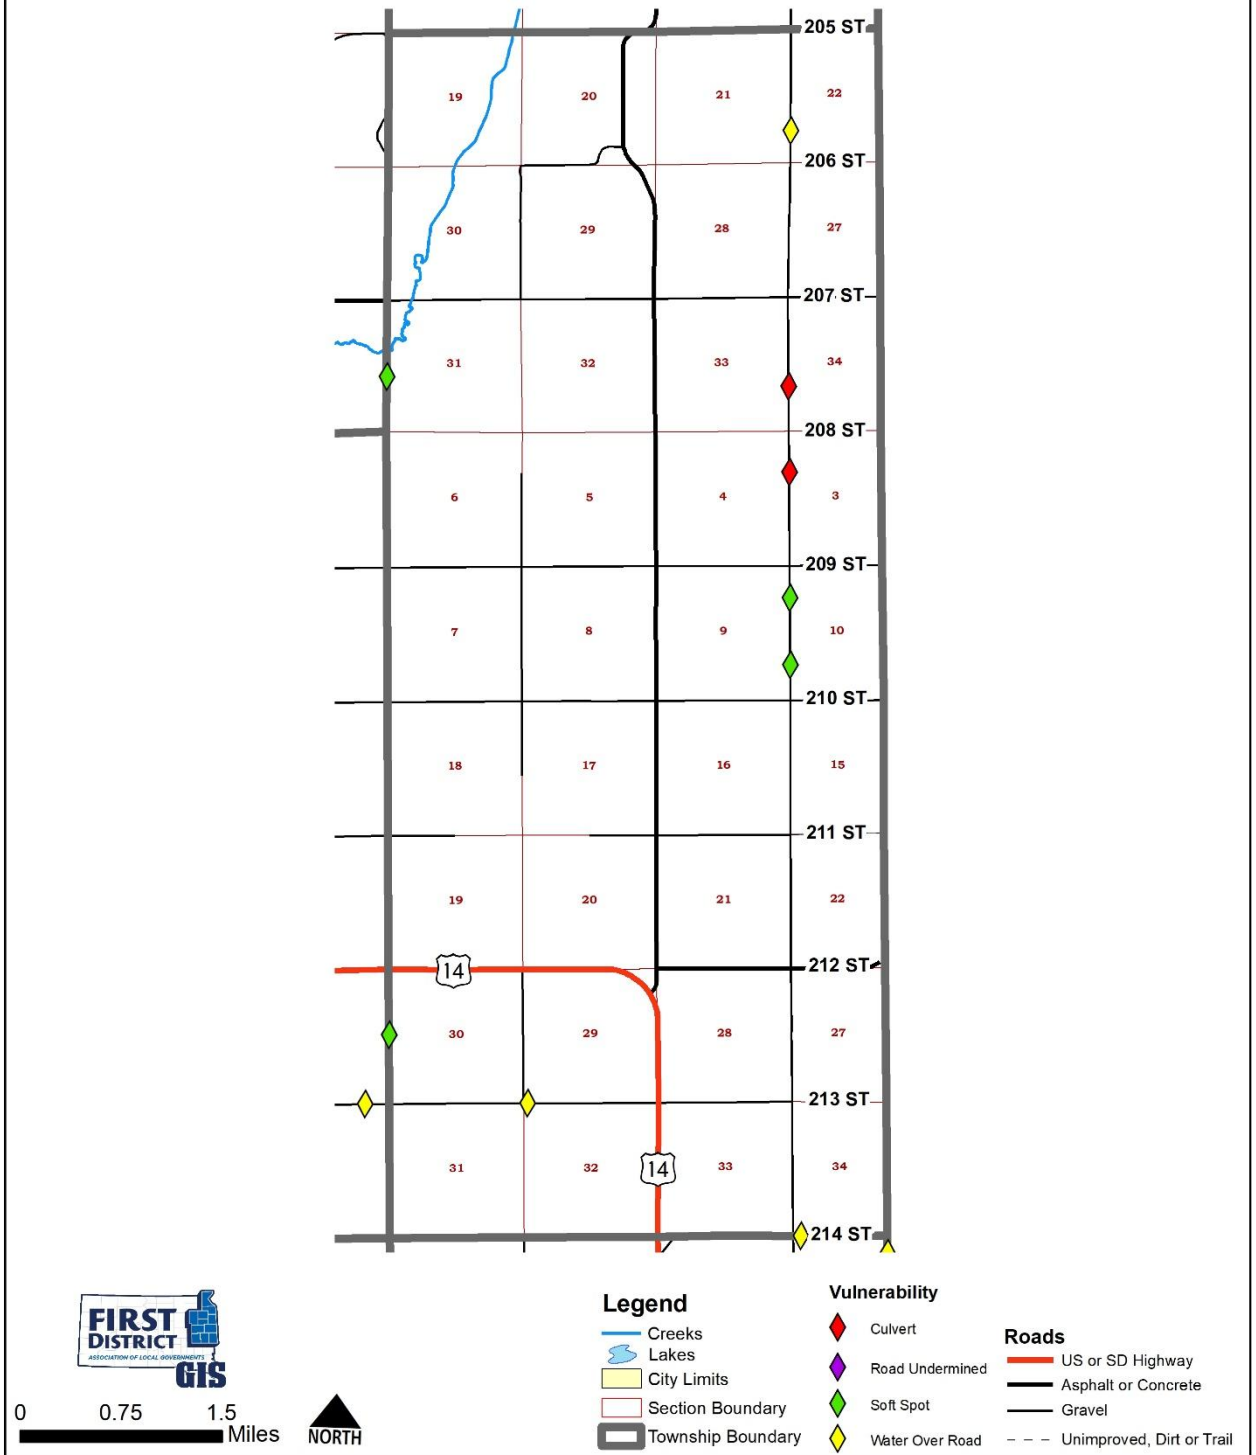 205 ST
19 20 21 22
206 ST
30 29 28 27
207 ST
31 32 33 34
208 ST
6 5 4 3
209 ST
7 8 9 10
210 ST
18 17 16 15
211 ST
19 20 21 22
14 212 ST
30 29 28 27
213 ST
31 32 14 33 34
214 ST
FIRST
DISTRICT
ASSOCIATION OF LOCAL GOVERNMENTS
GIS
0 0.75 1.5
Miles
NORTH
Legend
Creeks
Lakes
City Limits
Section Boundary
Township Boundary
Vulnerability
Culvert
Road Undermined
Soft Spot
Water Over Road
Roads
US or SD Highway
Asphalt or Concrete
Gravel
Unimproved, Dirt or Trail